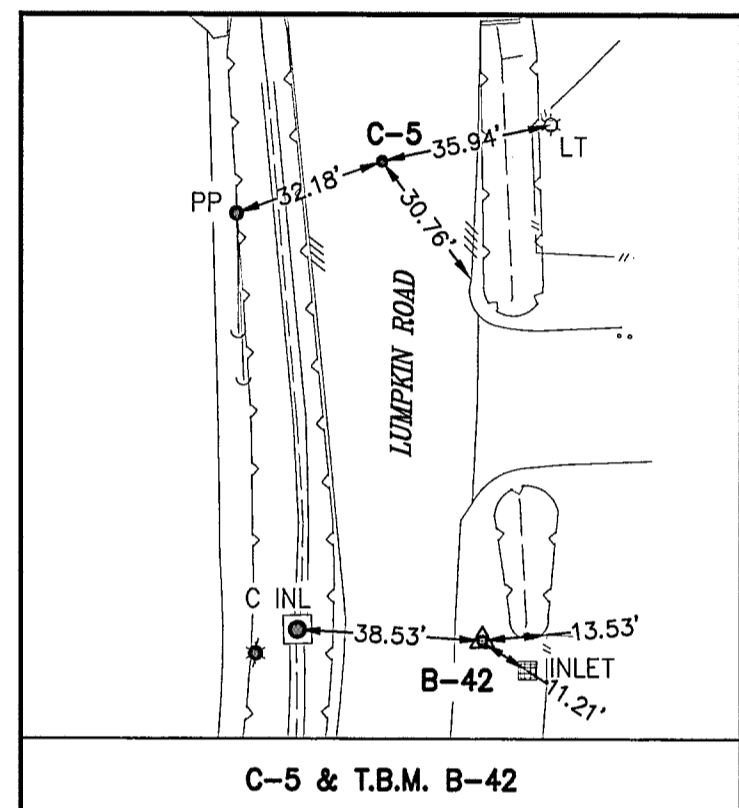 C-5
35.94'
LT
32.18'
PP
30.76'
LUMPKIN ROAD
C INL
38.53'
13.53'
B-42
INLET
11.21'
C-5 & T.B.M. B-42